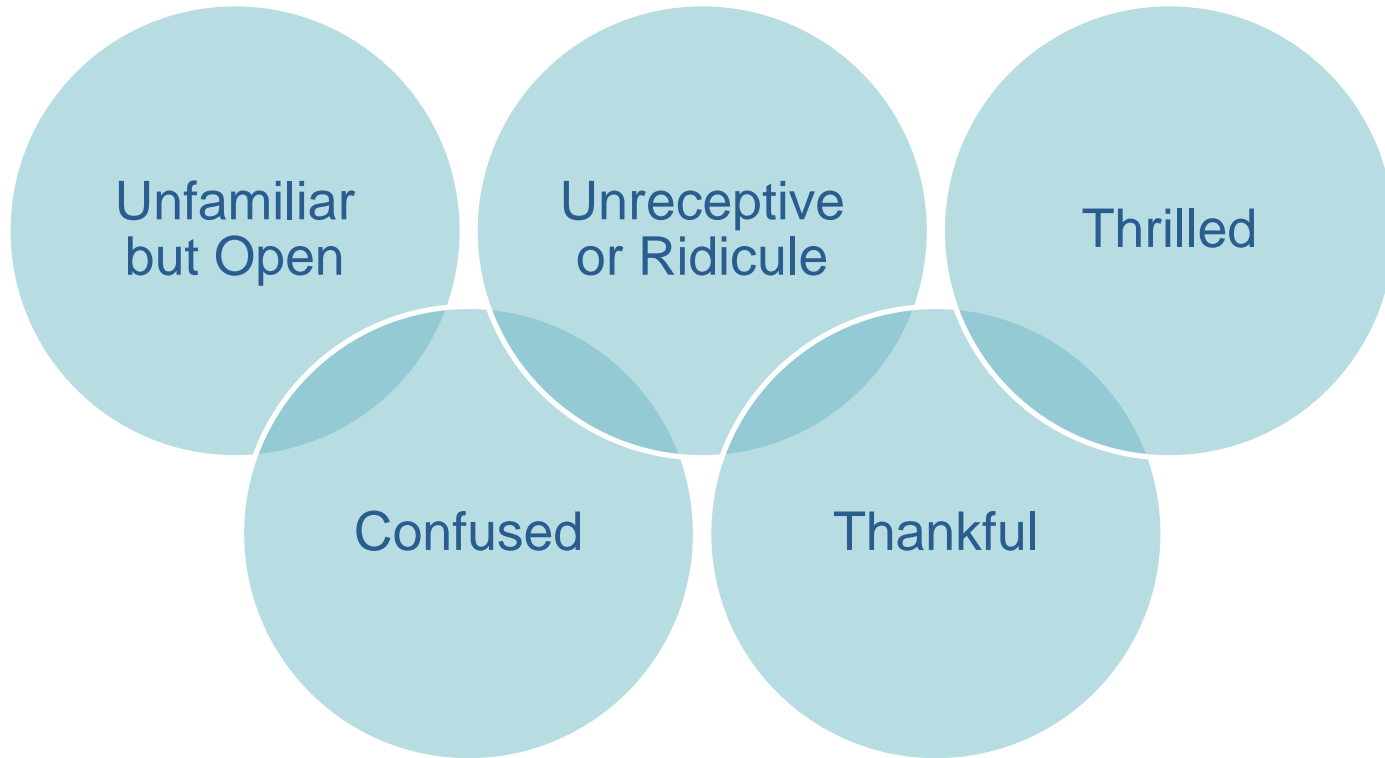 Unfamiliar
but Open
Unreceptive
or Ridicule
Thrilled
Confused
Thankful